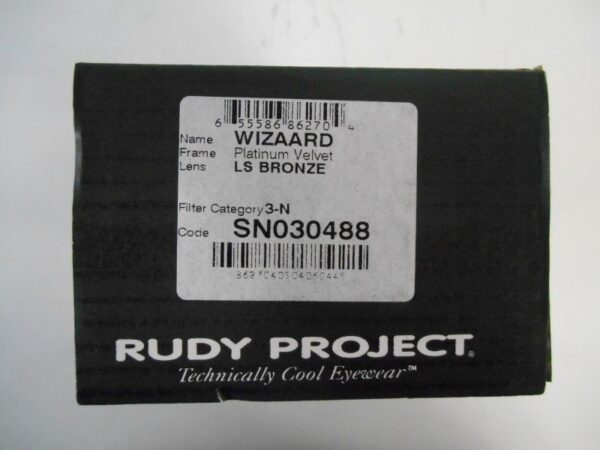 6 55586 86270 4
Name WIZAARD
Frame Platinum Velvet
Lens LS BRONZE
Filter Category 3-N
Code SN030488
RUDY PROJECT®
Technically Cool Eyewear™